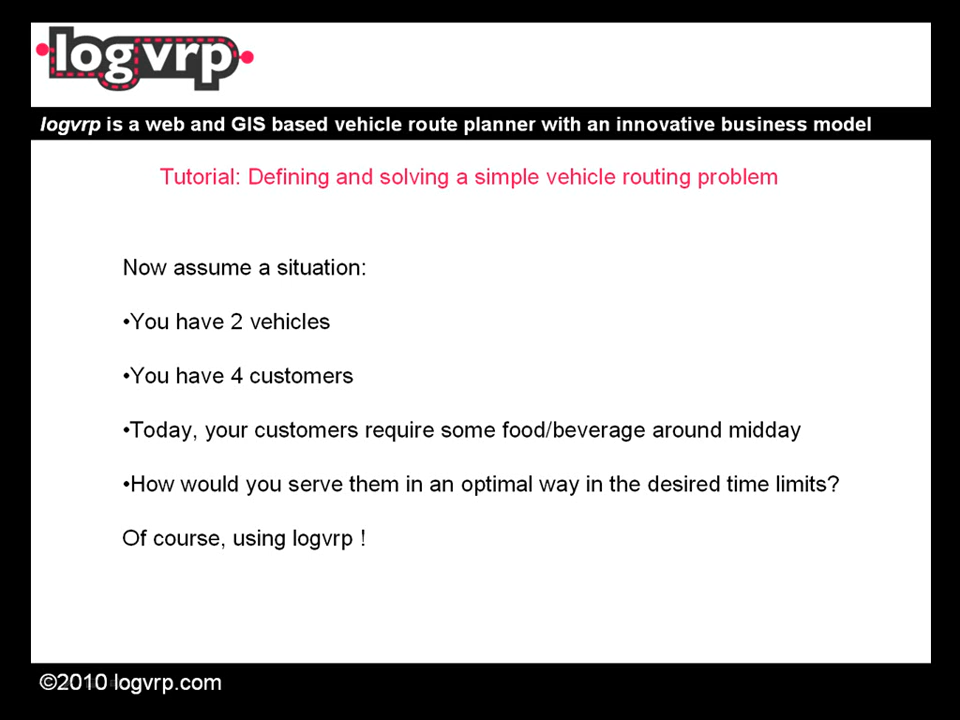 logvrp
logvrp is a web and GIS based vehicle route planner with an innovative business model
Tutorial: Defining and solving a simple vehicle routing problem
Now assume a situation:
•You have 2 vehicles
•You have 4 customers
•Today, your customers require some food/beverage around midday
•How would you serve them in an optimal way in the desired time limits?
Of course, using logvrp !
©2010 logvrp.com